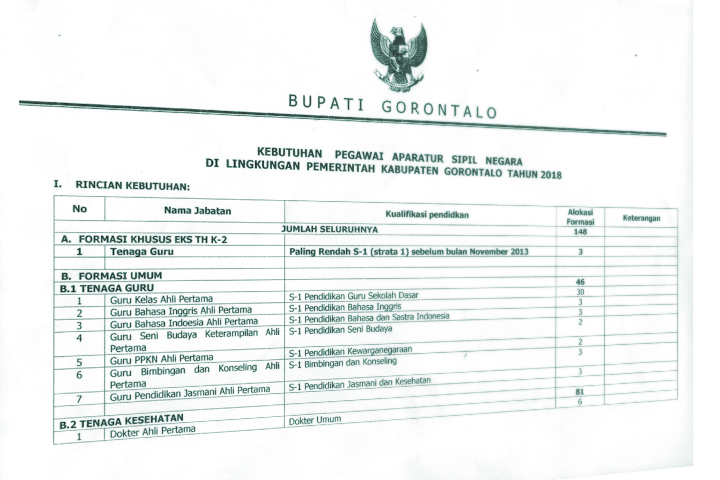 BUPATI GORONTALO
KEBUTUHAN PEGAWAI APARATUR SIPIL NEGARA
DI LINGKUNGAN PEMERINTAH KABUPATEN GORONTALO TAHUN 2018
I. RINCIAN KEBUTUHAN:
No Nama Jabatan Kualifikasi pendidkan Alokasi Formasi Keterangan
JUMLAH SELURUHNYA 148
A. FORMASI KHUSUS EKS TH K-2
1 Tenaga Guru Paling Rendah S-1 (strata 1) sebelum bulan November 2013 3
B. FORMASI UMUM
B.1 TENAGA GURU 46
1 Guru Kelas Ahli Pertama S-1 Pendidikan Guru Sekolah Dasar 30
2 Guru Bahasa Inggris Ahli Pertama S-1 Pendidikan Bahasa Inggris 3
3 Guru Bahasa Indoesia Ahli Pertama S-1 Pendidikan Bahasa dan Sastra Indonesia 3
4 Guru Seni Budaya Keterampilan Ahli Pertama S-1 Pendidikan Seni Budaya 2
5 Guru PPKN Ahli Pertama S-1 Pendidikan Kewarganegaraan 2
6 Guru Bimbingan dan Konseling Ahli Pertama S-1 Bimbingan dan Konseling 3
7 Guru Pendidikan Jasmani Ahli Pertama S-1 Pendidikan Jasmani dan Kesehatan 3
B.2 TENAGA KESEHATAN 81
1 Dokter Ahli Pertama Dokter Umum 6